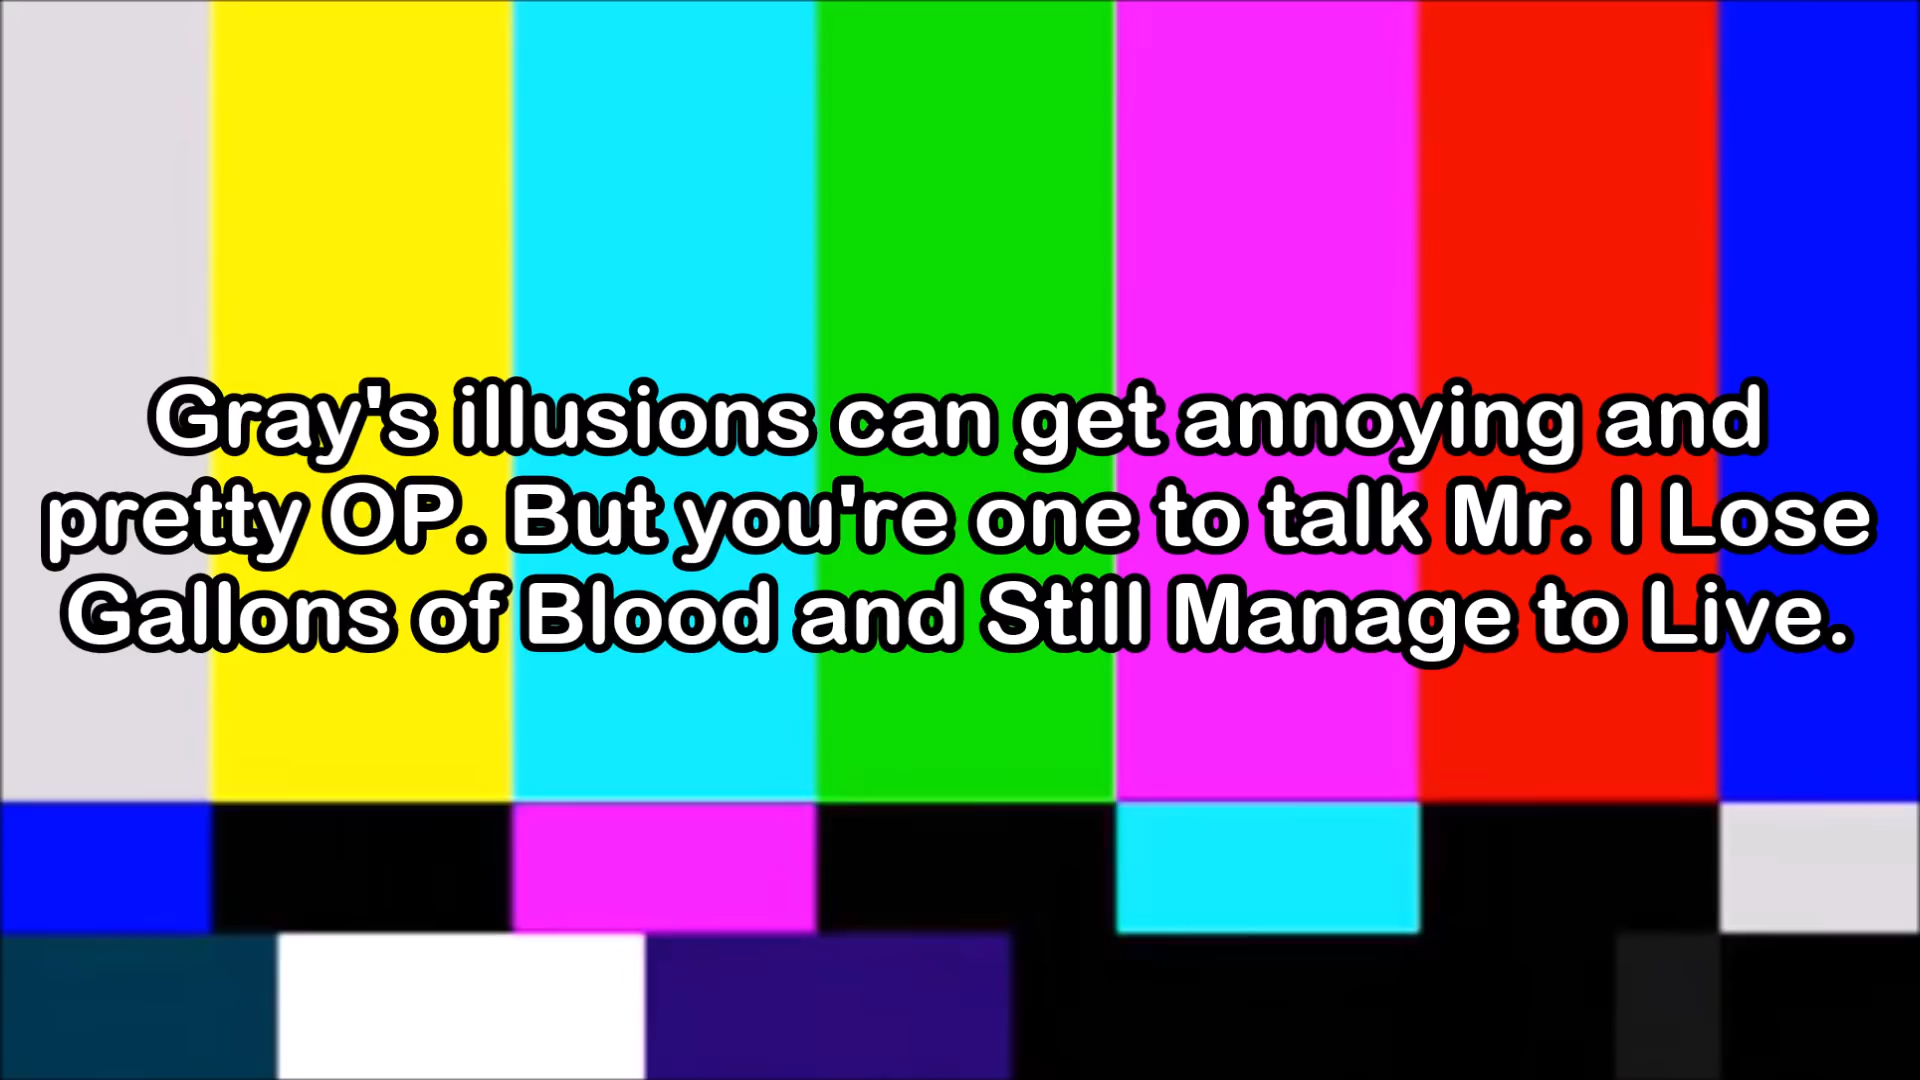 Gray's illusions can get annoying and
pretty OP. But you're one to talk Mr. I Lose
Gallons of Blood and Still Manage to Live.